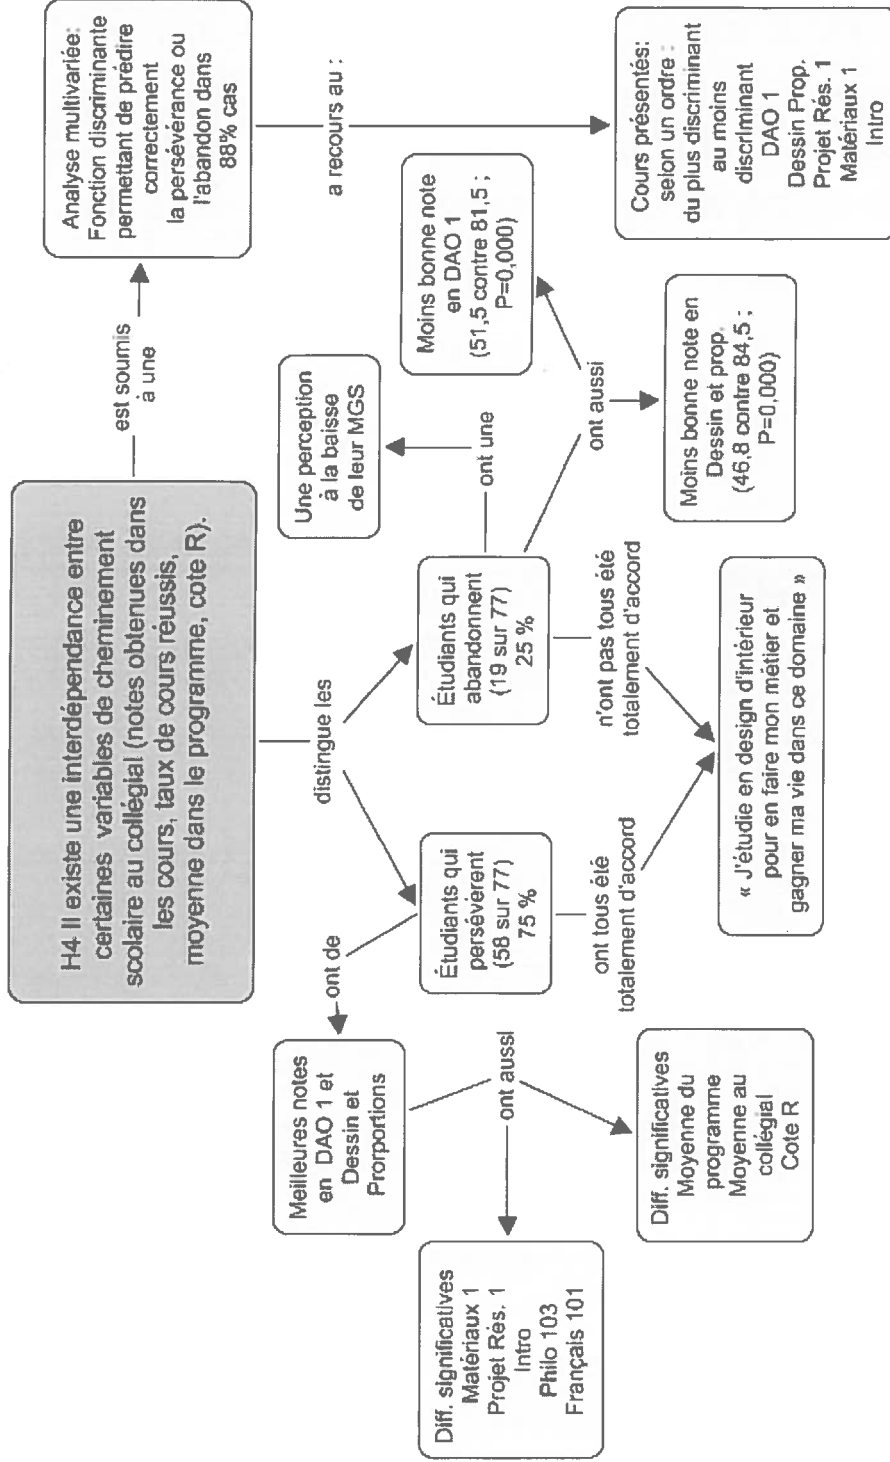 H4 Il existe une interdépendance entre
certaines variables de cheminement
scolaire au collégial (notes obtenues dans
les cours, taux de cours réussis,
moyenne dans le programme, cote R).
est soumis
à une
Analyse multivariée:
Fonction discriminante
permettant de prédire
correctement
la persévérance ou
l'abandon dans
88% cas
a recours au :
Cours présentés:
selon un ordre :
du plus discriminant
au moins
discriminant
DAO 1
Dessin Prop.
Projet Rés. 1
Matériaux 1
Intro
distingue les
Étudiants qui
persévèrent
(58 sur 77)
75 %
ont de
Meilleures notes
en DAO 1 et
Dessin et
Prorportions
ont aussi
Diff. significatives
Matériaux 1
Projet Rés. 1
Intro
Philo 103
Français 101
Diff. significatives
Moyenne du
programme
Moyenne au
collégial
Cote R
ont tous été
totalement d'accord
Étudiants qui
abandonnent
(19 sur 77)
25 %
ont une
Une perception
à la baisse
de leur MGS
ont aussi
Moins bonne note
en DAO 1
(51,5 contre 81,5 ;
P=0,000)
Moins bonne note en
Dessin et prop.
(46,8 contre 84,5 ;
P=0,000)
n'ont pas tous été
totalement d'accord
« J'étudie en design d'intérieur
pour en faire mon métier et
gagner ma vie dans ce domaine »